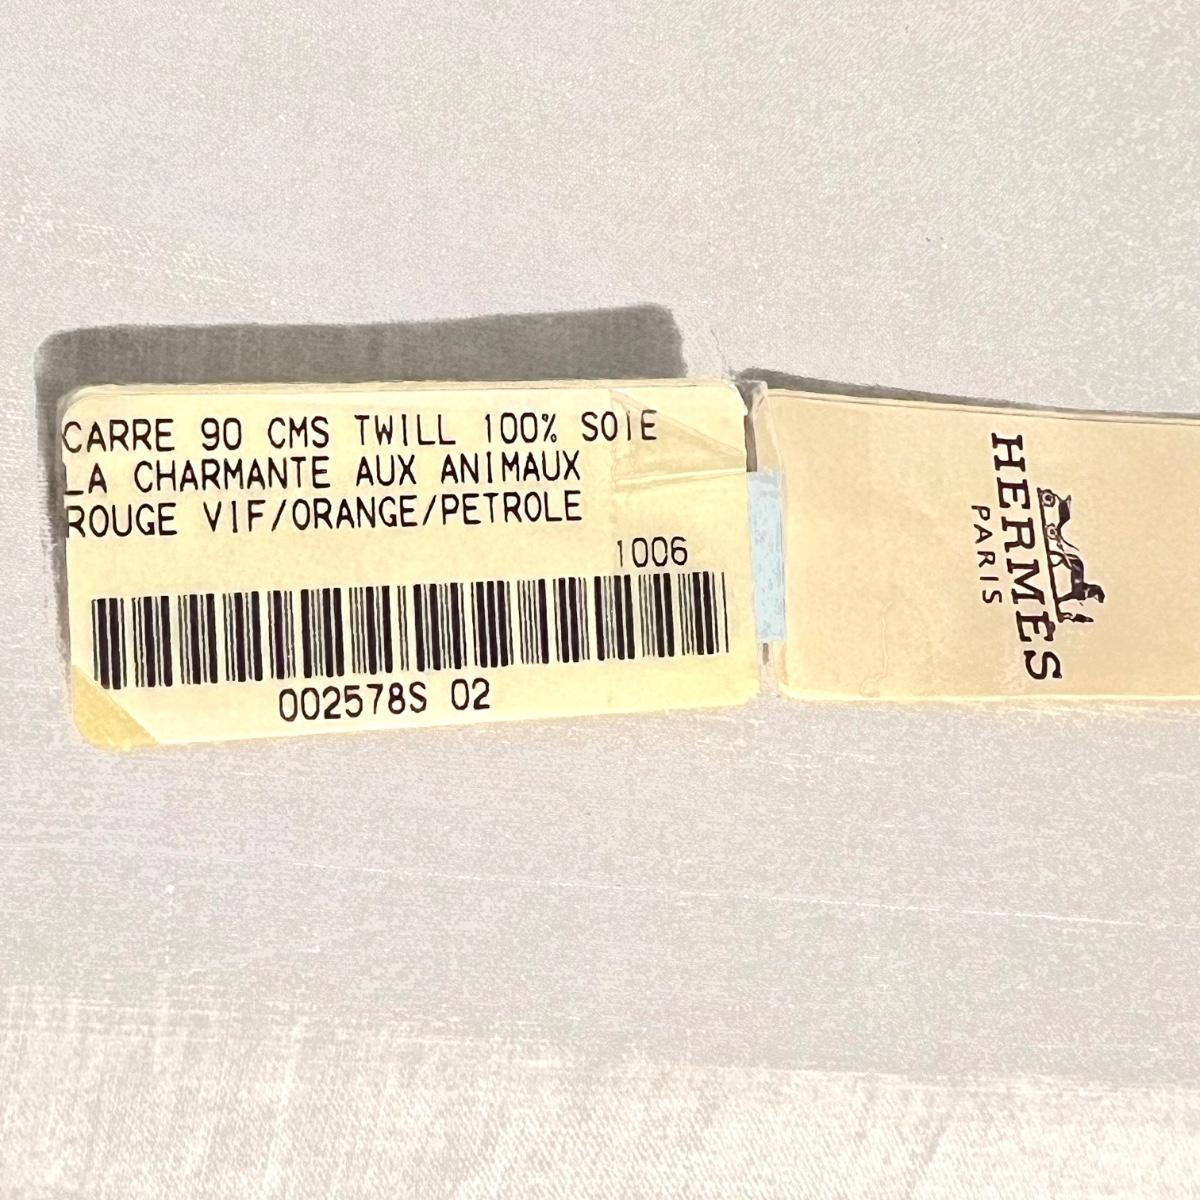 CARRE 90 CMS TWILL 100% SOIE
LA CHARMANTE AUX ANIMAUX
ROUGE VIF/ORANGE/PETROLE
1006
002578S 02
HERMES
PARIS